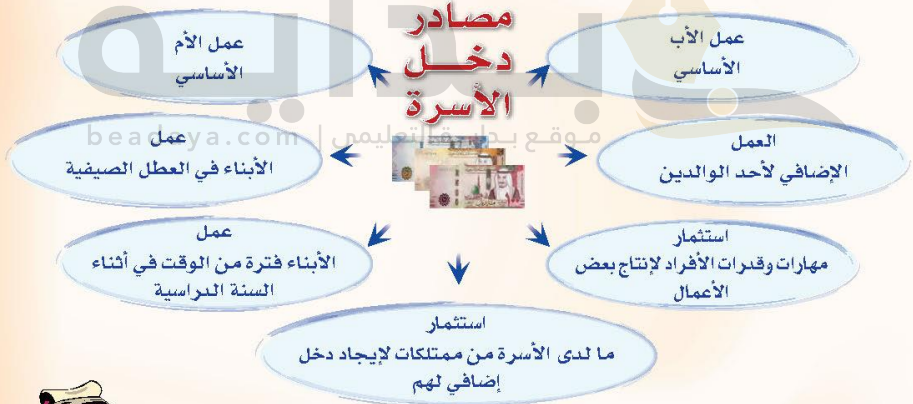 مصادر
دخل
الأسرة
عمل الأب
الأساسي
عمل الأم
الأساسي
العمل
الإضافي لأحد الوالدين
عمل
الأبناء في العطل الصيفية
استثمار
مهارات وقدرات الأفراد لإنتاج بعض
الأعمال
عمل
الأبناء فترة من الوقت في أثناء
السنة الدراسية
استثمار
ما لدى الأسرة من ممتلكات لإيجاد دخل
إضافي لهم
بداية
موقع بداية التعليمي | beadaya.com